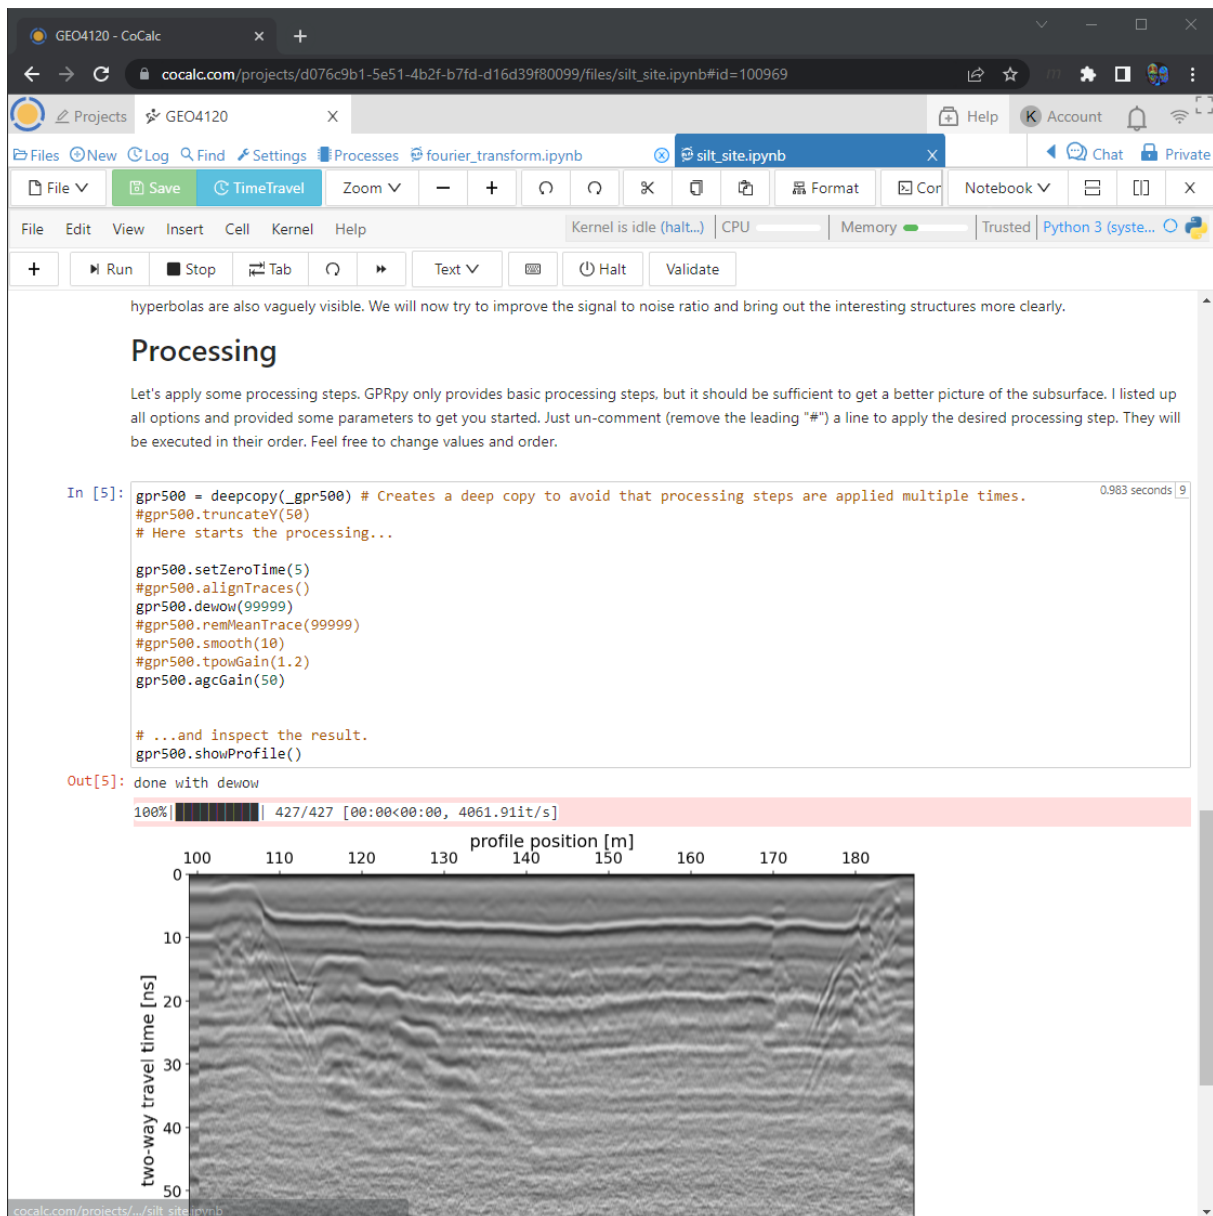 GEO4120 - CoCalc
cocalc.com/projects/d076c9b1-5e51-4b2f-b7fd-d16d39f80099/files/silt_site.ipynb#id=100969
Projects GEO4120 X Help K Account
Files New Log Find Settings Processes fourier_transform.ipynb silt_site.ipynb X Chat Private
File Save TimeTravel Zoom Format Cor Notebook X
File Edit View Insert Cell Kernel Help Kernel is idle (halt...) CPU Memory Trusted Python 3 (syste...
+ Run Stop Tab Text Halt Validate
hyperbolas are also vaguely visible. We will now try to improve the signal to noise ratio and bring out the interesting structures more clearly.
Processing
Let's apply some processing steps. GPRpy only provides basic processing steps, but it should be sufficient to get a better picture of the subsurface. I listed up
all options and provided some parameters to get you started. Just un-comment (remove the leading "#") a line to apply the desired processing step. They will
be executed in their order. Feel free to change values and order.
In [5]: gpr500 = deepcopy(_gpr500) # Creates a deep copy to avoid that processing steps are applied multiple times. 0.983 seconds 9
#gpr500.truncateY(50)
# Here starts the processing...
gpr500.setZeroTime(5)
#gpr500.alignTraces()
gpr500.dewow(99999)
#gpr500.remMeanTrace(99999)
#gpr500.smooth(10)
#gpr500.tpowGain(1.2)
gpr500.agcGain(50)
# ...and inspect the result.
gpr500.showProfile()
Out[5]: done with dewow
100%| | 427/427 [00:00<00:00, 4061.91it/s]
profile position [m]
100 110 120 130 140 150 160 170 180
0
10
20
30
40
50
two-way travel time [ns]
cocalc.com/projects/.../silt_site.ipynb